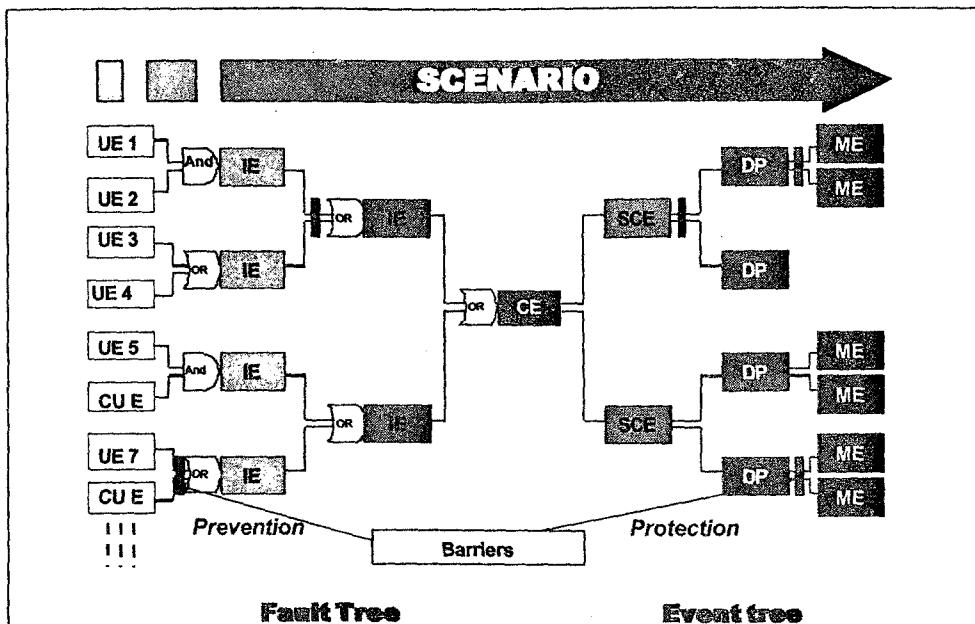 SCENARIO
UE 1
And
IE
UE 2
OR
IE
UE 3
OR
IE
UE 4
UE 5
And
IE
CU E
OR
IE
UE 7
OR
IE
CU E
OR
CE
SCE
DP
ME
ME
DP
SCE
DP
ME
ME
DP
ME
ME
Prevention
Barriers
Protection
Fault Tree
Event tree